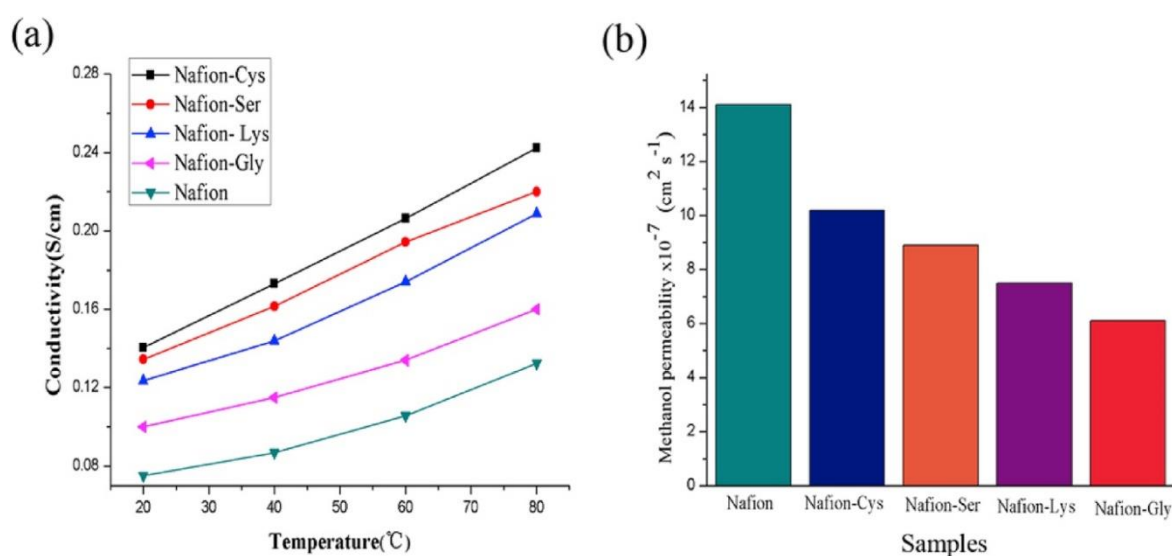 (a)
Nafion-Cys
Nafion-Ser
Nafion- Lys
Nafion-Gly
Nafion
0.28
0.24
0.20
0.16
0.12
0.08
Conductivity(S/cm)
20 30 40 50 60 70 80
Temperature(℃)
(b)
14
12
10
8
6
4
2
0
Methanol permeability x10⁻⁷ (cm² s⁻¹)
Nafion Nafion-Cys Nafion-Ser Nafion-Lys Nafion-Gly
Samples